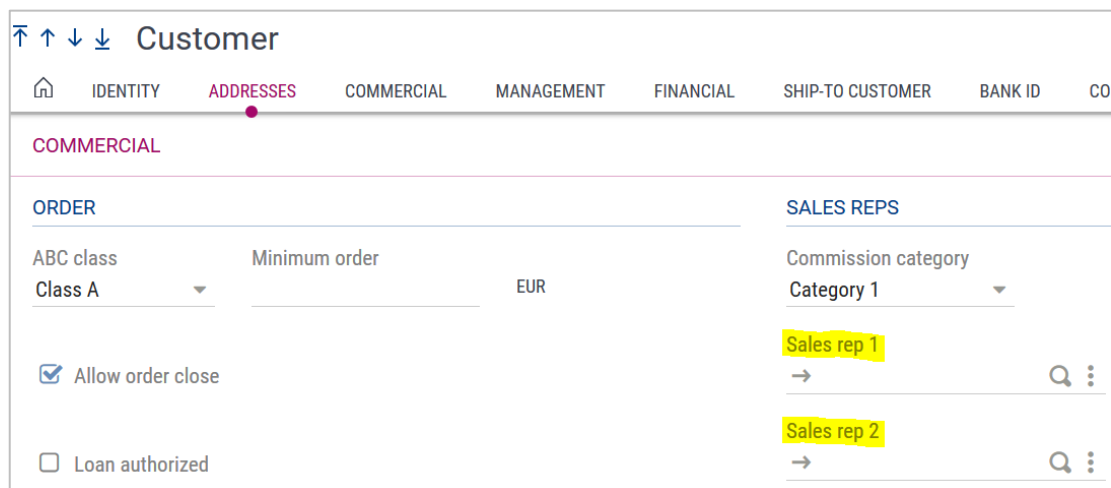 Customer
IDENTITY ADDRESSES COMMERCIAL MANAGEMENT FINANCIAL SHIP-TO CUSTOMER BANK ID CO
COMMERCIAL
ORDER
ABC class Minimum order
Class A EUR
Allow order close
Loan authorized
SALES REPS
Commission category
Category 1
Sales rep 1
Sales rep 2